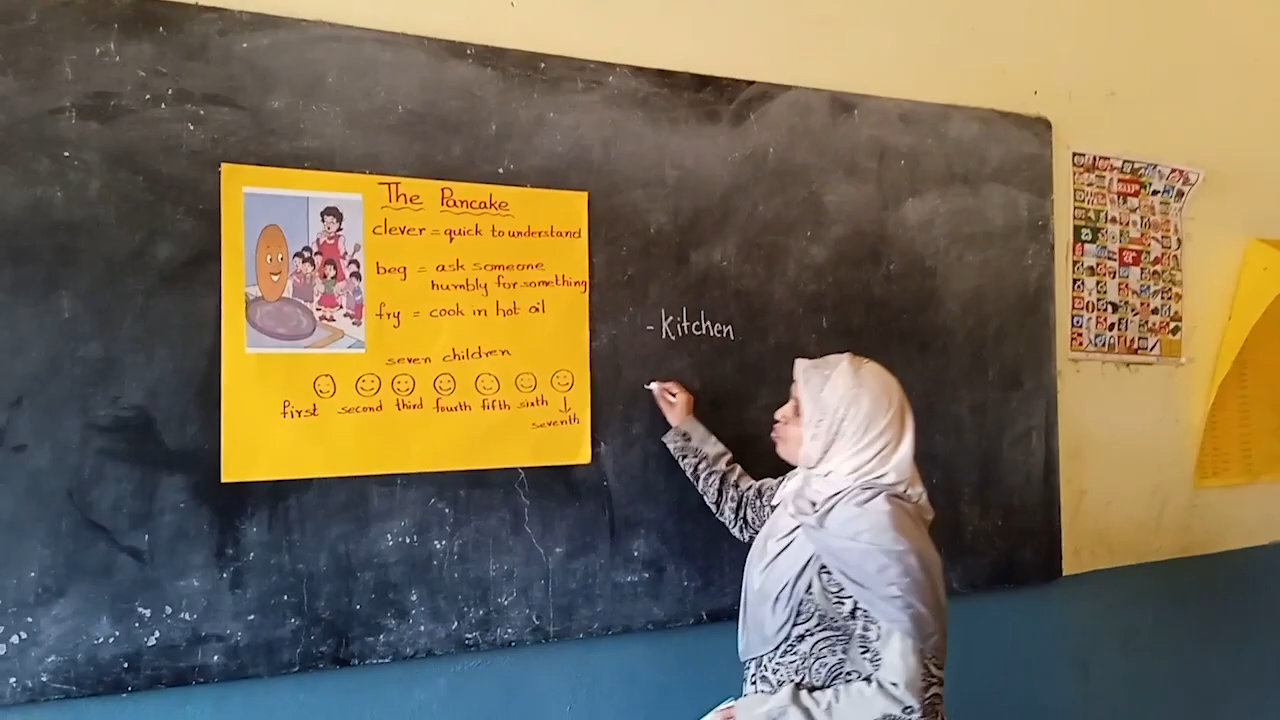 The Pancake
clever = quick to understand
beg = ask someone
humbly for something
fry = cook in hot oil
seven children
first second third fourth fifth sixth
seventh
- Kitchen